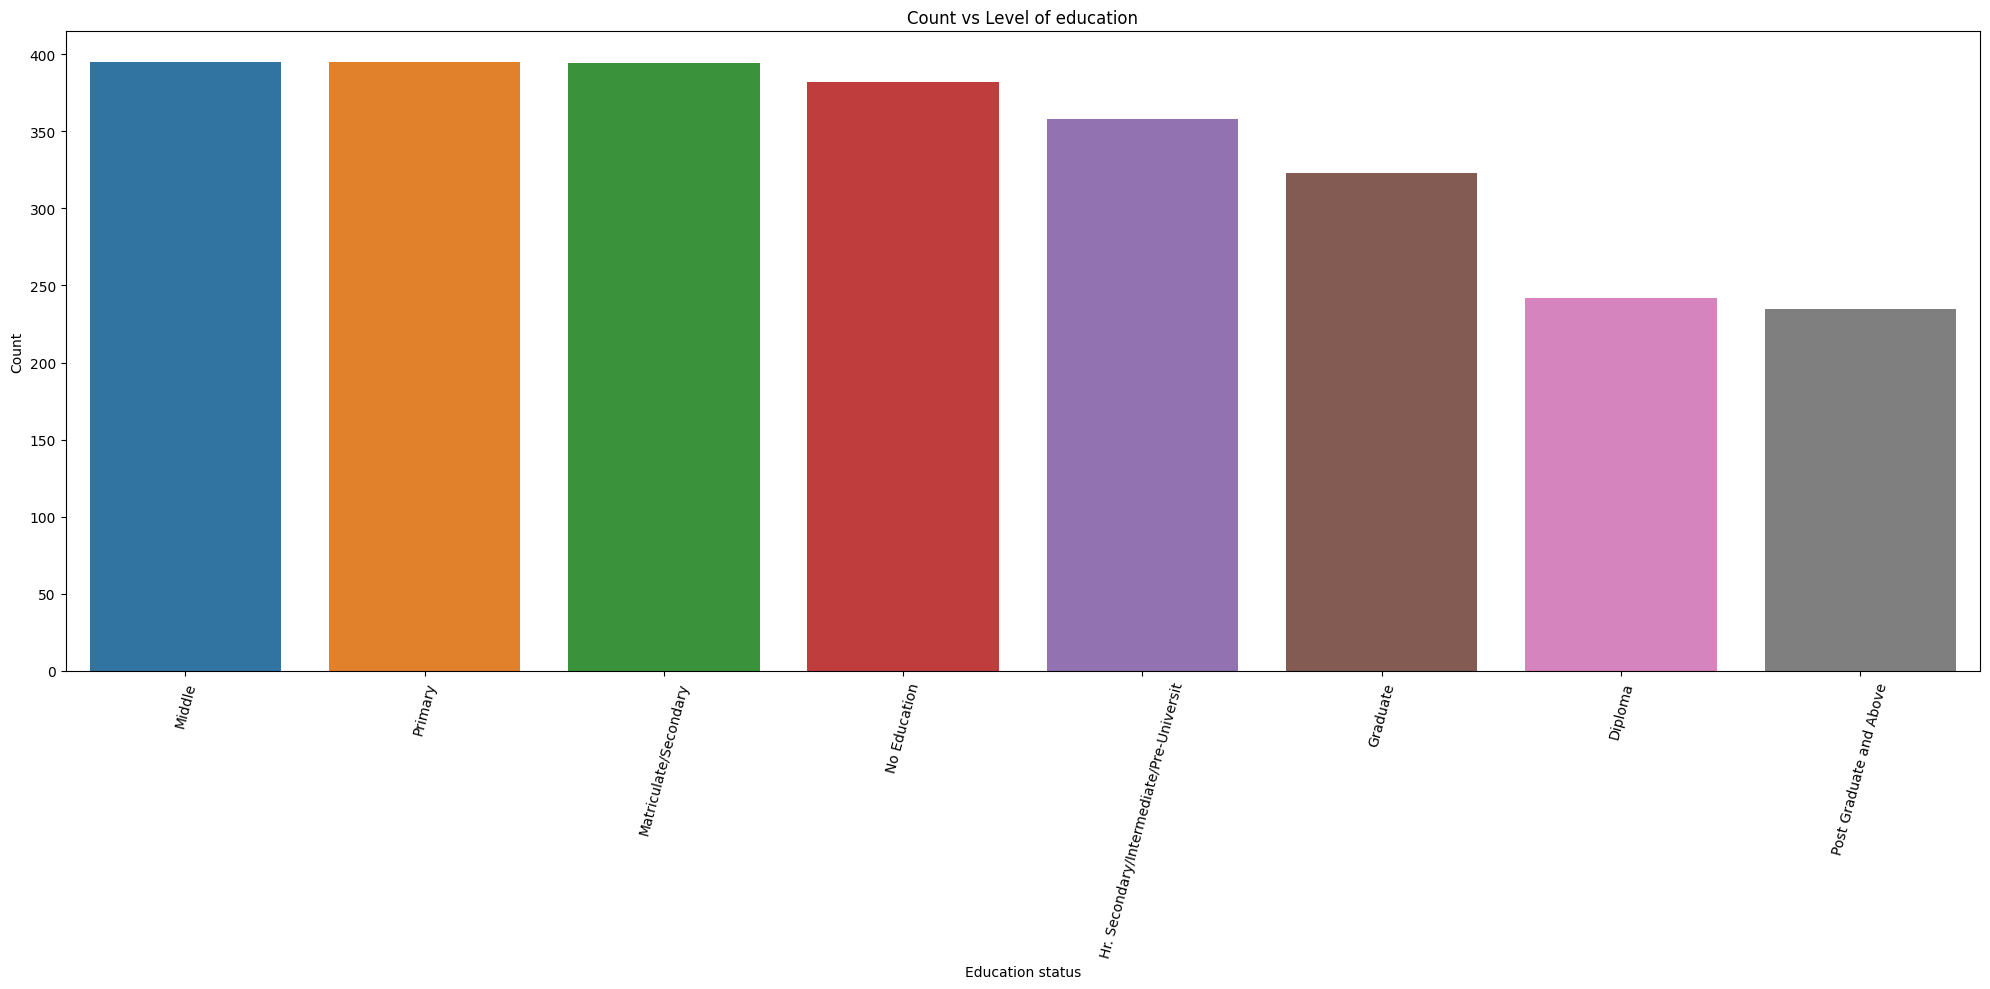 Count vs Level of education
400
350
300
250
200
150
100
50
0
Count
Middle
Primary
Matriculate/Secondary
No Education
Hr. Secondary/Intermediate/Pre-Universit
Graduate
Diploma
Post Graduate and Above
Education status